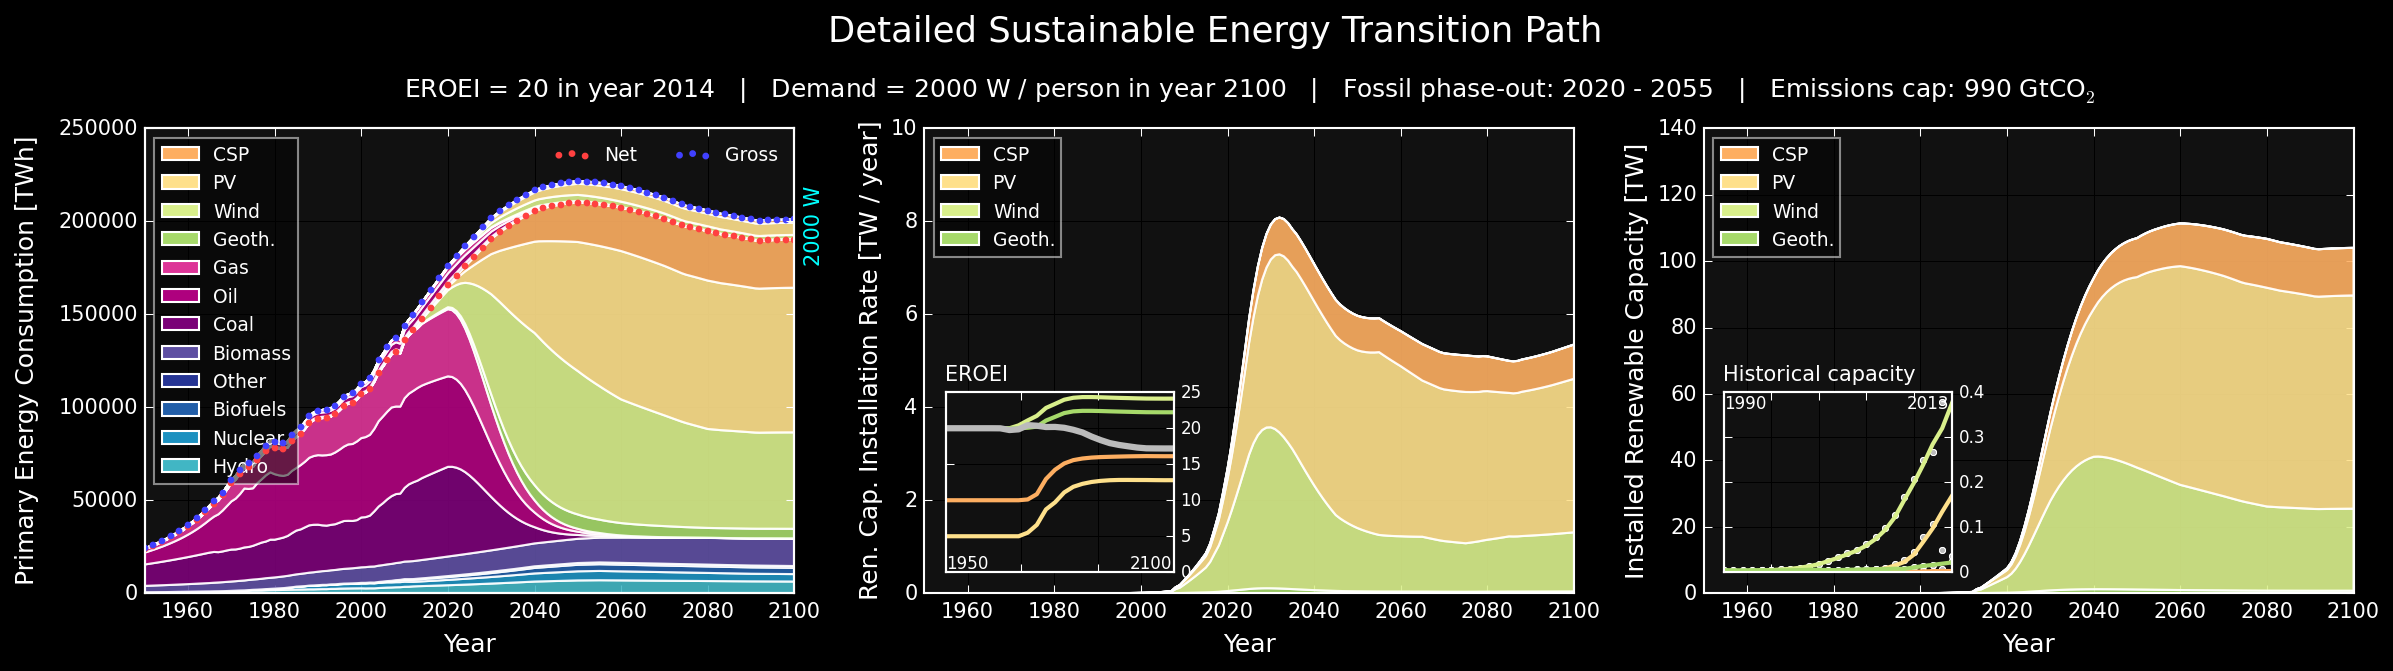 Detailed Sustainable Energy Transition Path
EROEI = 20 in year 2014 | Demand = 2000 W / person in year 2100 | Fossil phase-out: 2020 - 2055 | Emissions cap: 990 GtCO₂
Primary Energy Consumption [TWh]
250000
200000
150000
100000
50000
0
CSP
PV
Wind
Geoth.
Gas
Oil
Coal
Biomass
Other
Biofuels
Nuclear
Hydro
Net
Gross
2000 W
1960 1980 2000 2020 2040 2060 2080 2100
Year
Ren. Cap. Installation Rate [TW / year]
10
8
6
4
2
0
CSP
PV
Wind
Geoth.
EROEI
25
20
15
10
5
0
1950 2100
1960 1980 2000 2020 2040 2060 2080 2100
Year
Installed Renewable Capacity [TW]
140
120
100
80
60
40
20
0
CSP
PV
Wind
Geoth.
Historical capacity
1990 2013
0.4
0.3
0.2
0.1
0
1960 1980 2000 2020 2040 2060 2080 2100
Year